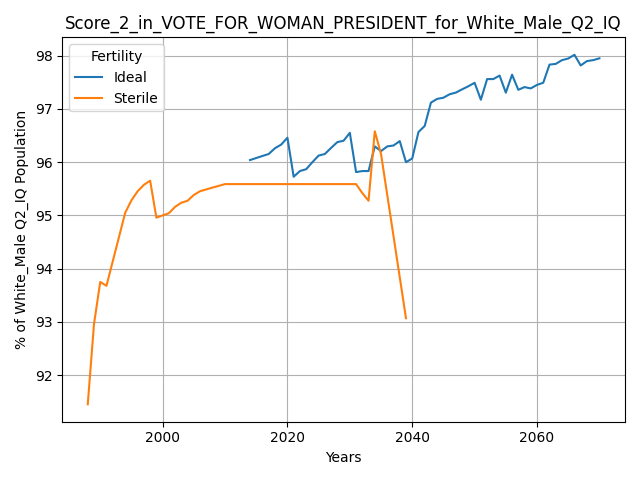 Score_2_in_VOTE_FOR_WOMAN_PRESIDENT_for_White_Male_Q2_IQ
Fertility
Ideal
Sterile
98
97
96
95
94
93
92
% of White_Male Q2_IQ Population
2000
2020
2040
2060
Years